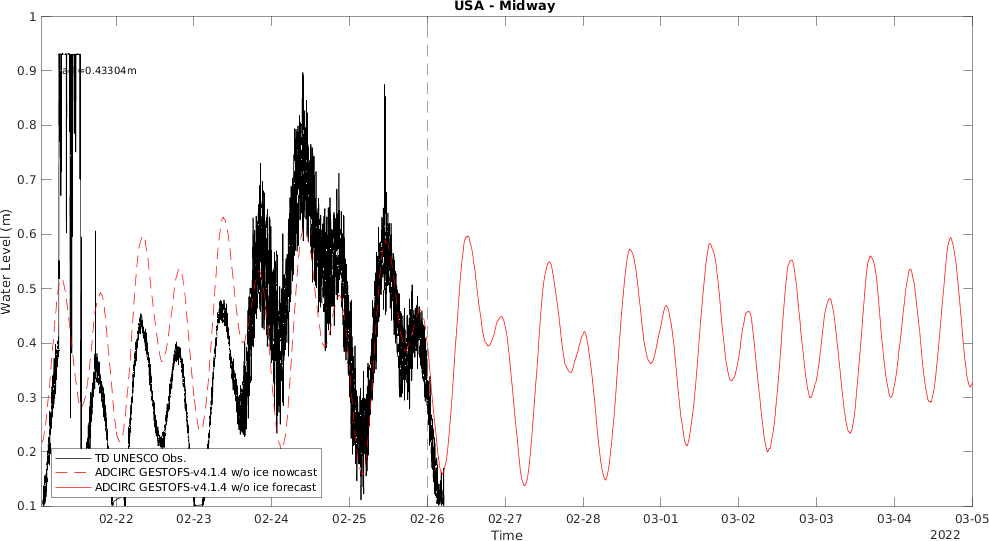 USA - Midway
Water Level (m)
1
0.9
0.8
0.7
0.6
0.5
0.4
0.3
0.2
0.1
=0.43304m
TD UNESCO Obs.
ADCIRC GESTOFS-v4.1.4 w/o ice nowcast
ADCIRC GESTOFS-v4.1.4 w/o ice forecast
02-22 02-23 02-24 02-25 02-26 02-27 02-28 03-01 03-02 03-03 03-04 03-05
Time
2022